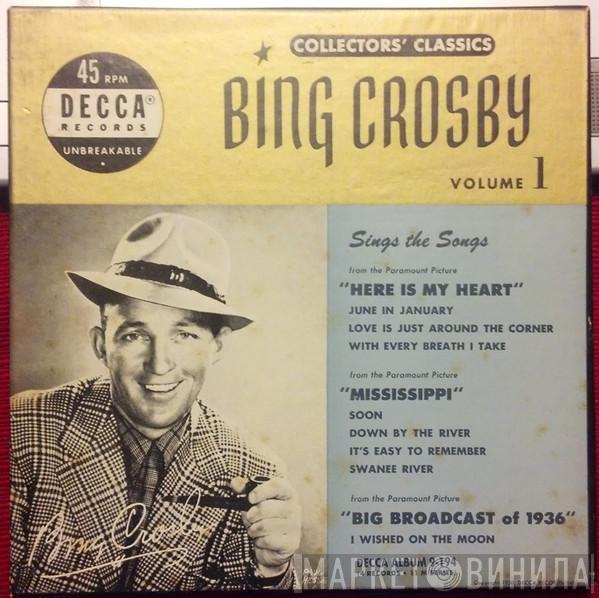 COLLECTORS' CLASSICS
45 RPM
DECCA®
RECORDS
UNBREAKABLE
BING CROSBY
VOLUME 1
Sings the Songs
from the Paramount Picture
"HERE IS MY HEART"
JUNE IN JANUARY
LOVE IS JUST AROUND THE CORNER
WITH EVERY BREATH I TAKE
from the Paramount Picture
"MISSISSIPPI"
SOON
DOWN BY THE RIVER
IT'S EASY TO REMEMBER
SWANEE RIVER
from the Paramount Picture
"BIG BROADCAST of 1936"
I WISHED ON THE MOON
DECCA ALBUM 9-194
Bing Crosby
МАРКЕТ ВИНИЛА